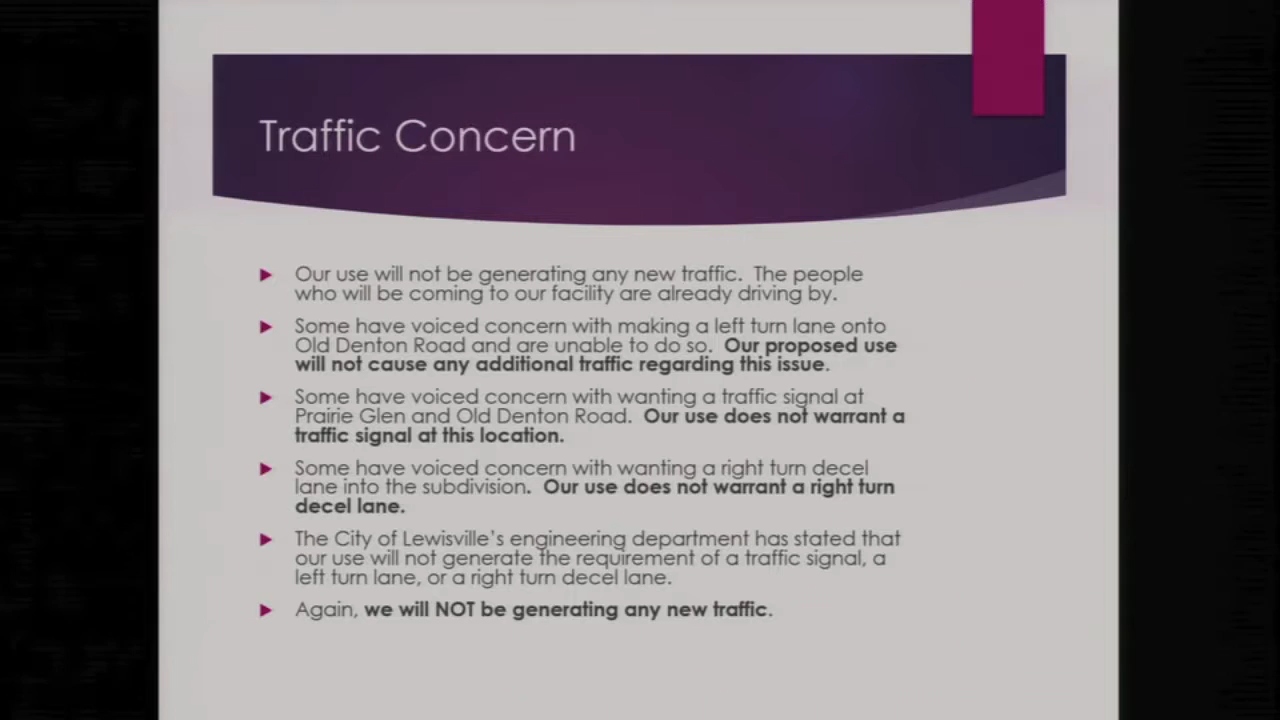 Traffic Concern
Our use will not be generating any new traffic.  The people
who will be coming to our facility are already driving by.
Some have voiced concern with making a left turn lane onto
Old Denton Road and are unable to do so.  Our proposed use
will not cause any additional traffic regarding this issue.
Some have voiced concern with wanting a traffic signal at
Prairie Glen and Old Denton Road.  Our use does not warrant a
traffic signal at this location.
Some have voiced concern with wanting a right turn decel
lane into the subdivision.  Our use does not warrant a right turn
decel lane.
The City of Lewisville’s engineering department has stated that
our use will not generate the requirement of a traffic signal, a
left turn lane, or a right turn decel lane.
Again, we will NOT be generating any new traffic.